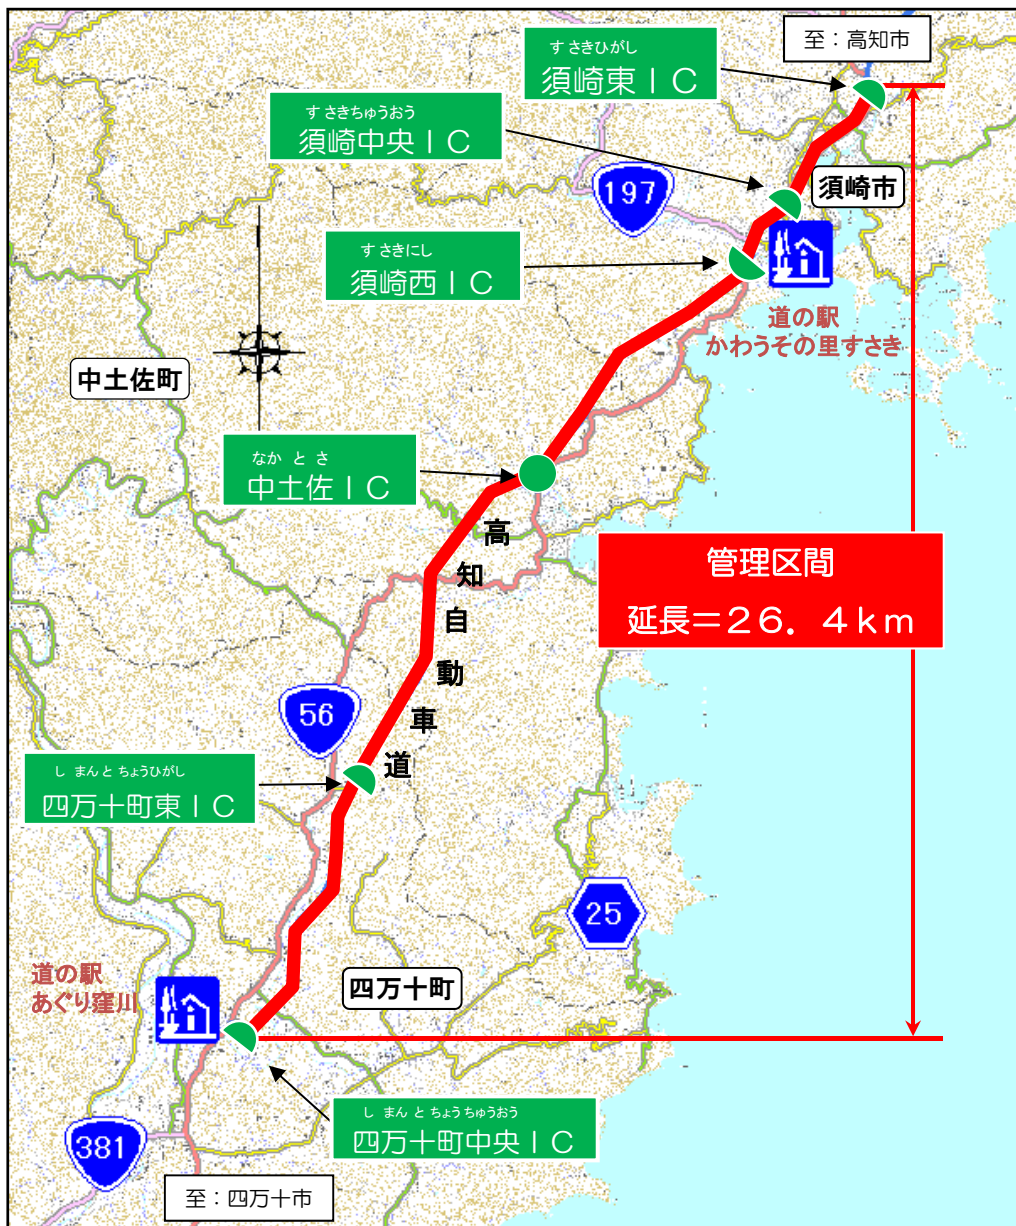 至：高知市
すさきひがし
須崎東ＩＣ
すさきちゅうおう
須崎中央ＩＣ
197
須崎市
すさきにし
須崎西ＩＣ
道の駅
かわうその里すさき
中土佐町
なか と さ
中土佐ＩＣ
高知自動車道
管理区間
延長＝２６．４ｋｍ
56
し まんと ちょうひがし
四万十町東ＩＣ
25
道の駅
あぐり窪川
四万十町
し まん と ちょうちゅうおう
四万十町中央ＩＣ
381
至：四万十市